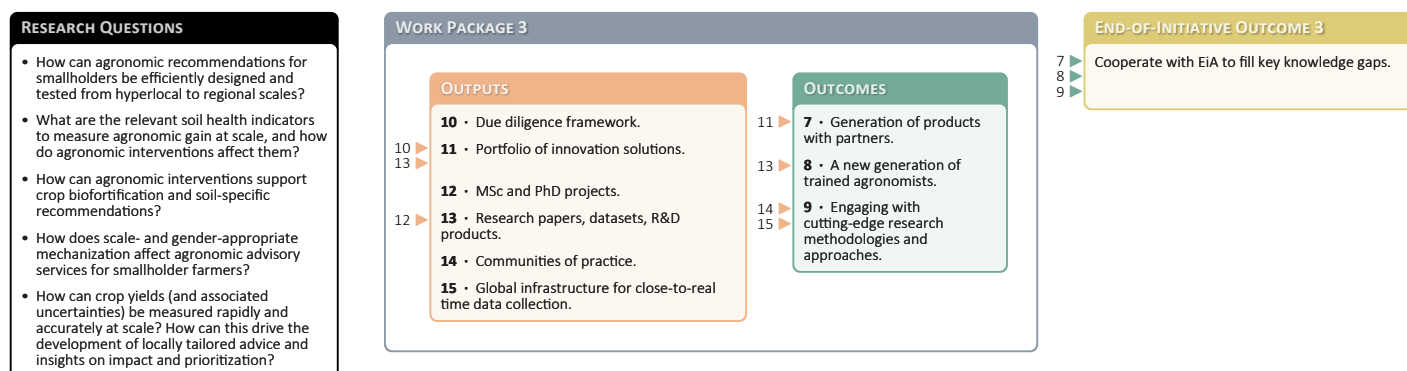 RESEARCH QUESTIONS
• How can agronomic recommendations for
smallholders be efficiently designed and
tested from hyperlocal to regional scales?
• What are the relevant soil health indicators
to measure agronomic gain at scale, and how
do agronomic interventions affect them?
• How can agronomic interventions support
crop biofortification and soil-specific
recommendations?
• How does scale- and gender-appropriate
mechanization affect agronomic advisory
services for smallholder farmers?
• How can crop yields (and associated
uncertainties) be measured rapidly and
accurately at scale? How can this drive the
development of locally tailored advice and
insights on impact and prioritization?
WORK PACKAGE 3
OUTPUTS
10 · Due diligence framework.
10
13
11 · Portfolio of innovation solutions.
12 · MSc and PhD projects.
12
13 · Research papers, datasets, R&D
products.
14 · Communities of practice.
15 · Global infrastructure for close-to-real
time data collection.
OUTCOMES
11
7 · Generation of products
with partners.
13
8 · A new generation of
trained agronomists.
14
15
9 · Engaging with
cutting-edge research
methodologies and
approaches.
END-OF-INITIATIVE OUTCOME 3
7
8
9
Cooperate with EiA to fill key knowledge gaps.